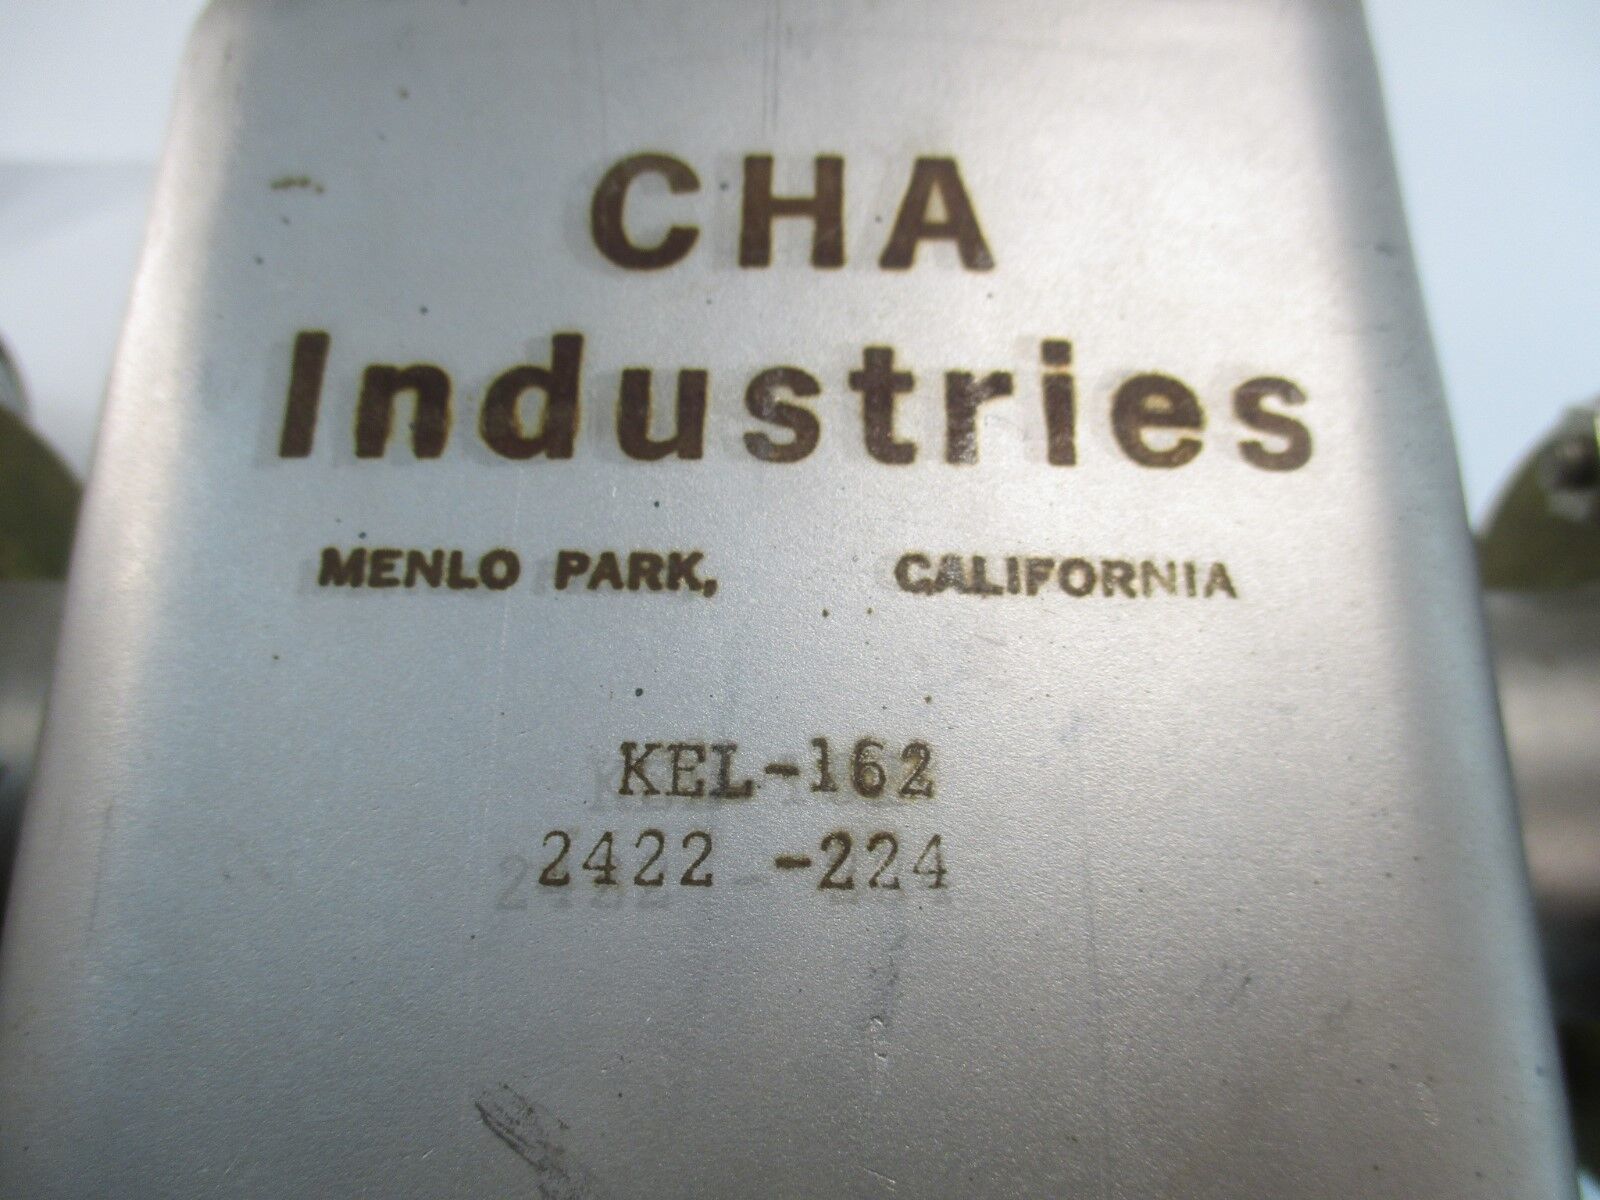 CHA
Industries
MENLO PARK, CALIFORNIA
KEL-162
2422 -224